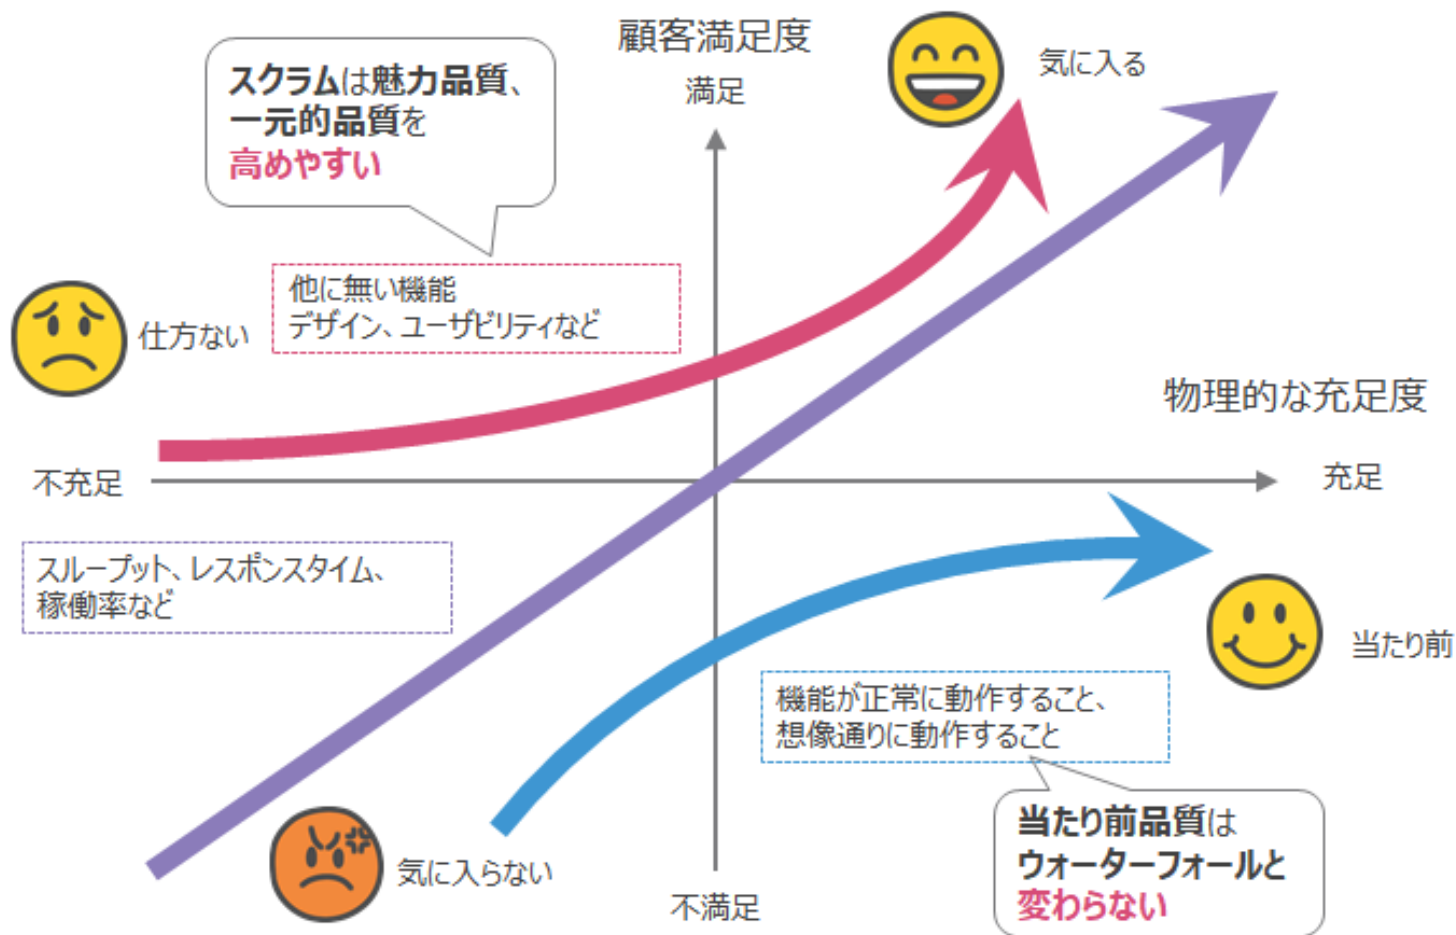 顧客満足度
満足
気に入る
スクラムは魅力品質、
一元的品質を
高めやすい
他に無い機能
デザイン、ユーザビリティなど
仕方ない
物理的な充足度
不充足
充足
スループット、レスポンスタイム、
稼働率など
当たり前
機能が正常に動作すること、
想像通りに動作すること
気に入らない
不満足
当たり前品質は
ウォーターフォールと
変わらない